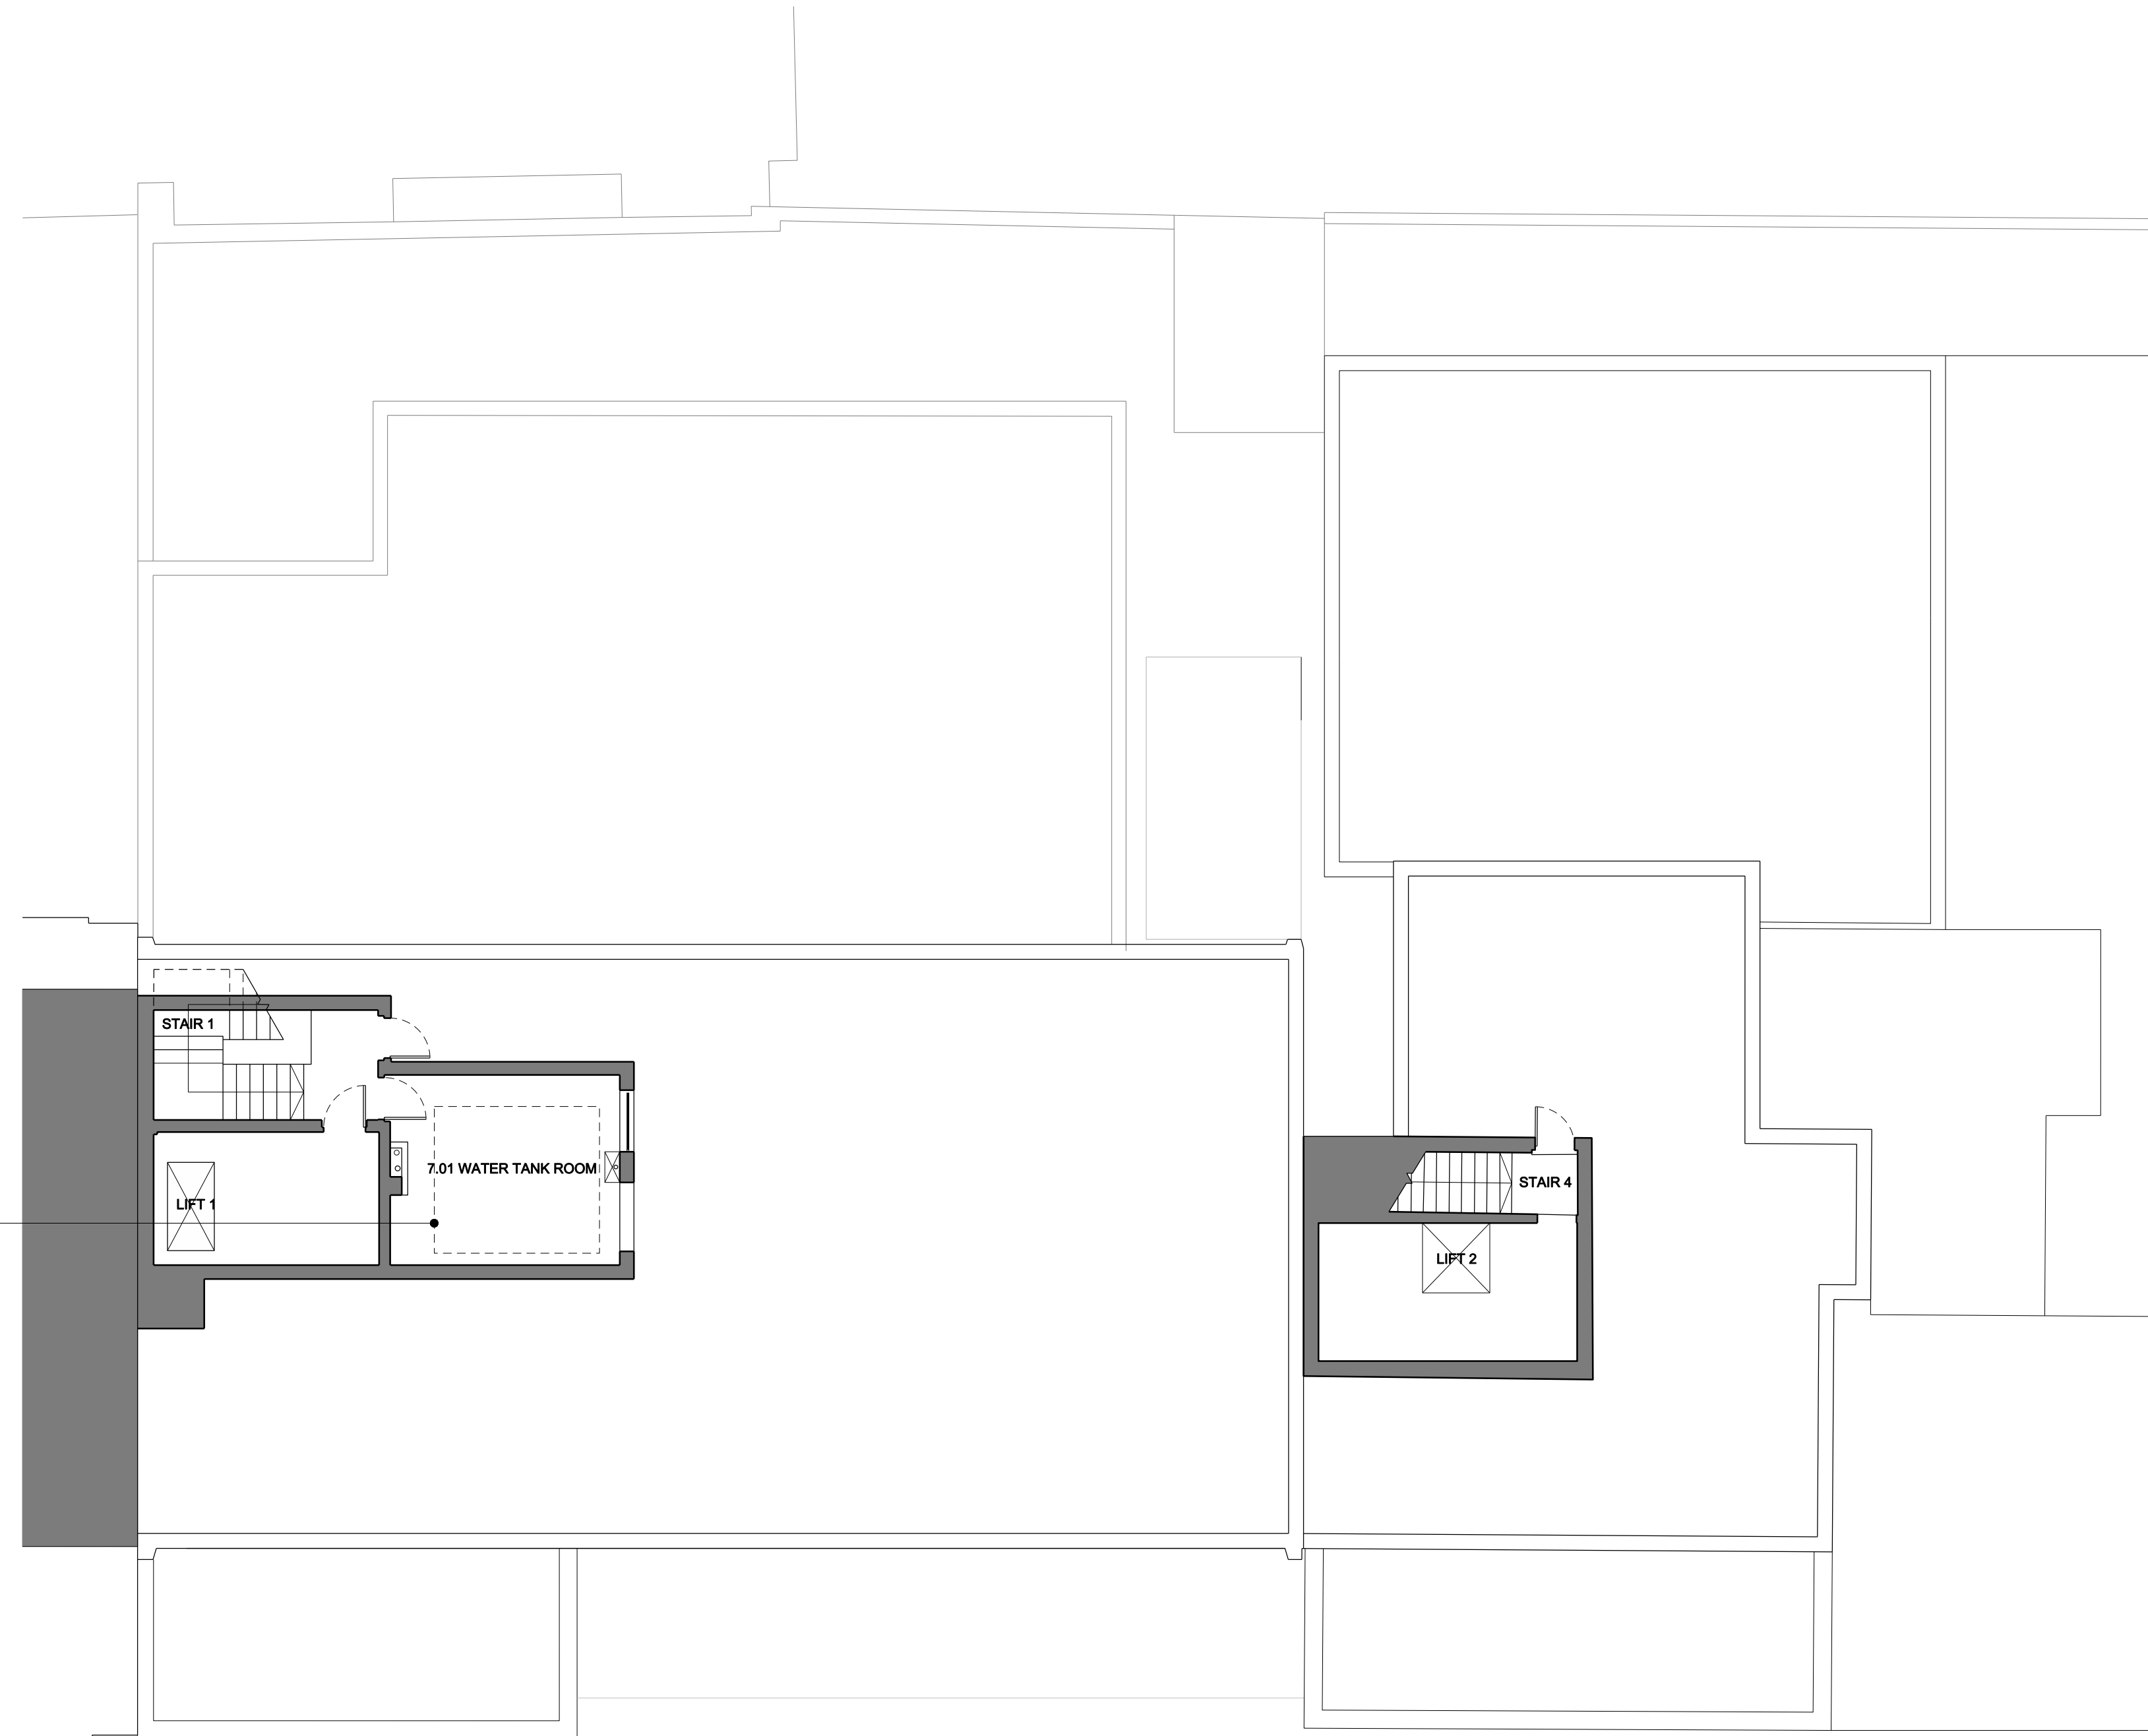 STAIR 1
7.01 WATER TANK ROOM
LIFT 1
STAIR 4
LIFT 2